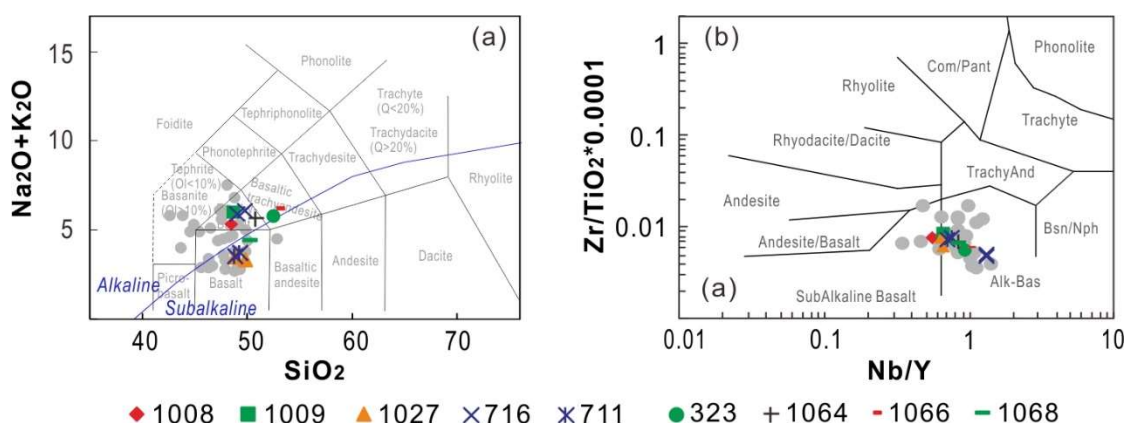 (a)
Na₂O+K₂O
15
10
5
40
50
60
70
SiO₂
Phonolite
Tephriphonolite
Trachyte
(Q<20%)
Foidite
Trachydacite
(Q>20%)
Phonotephrite
Trachydesite
Tephrite
(Ol<10%)
Basanite
(Ol>10%)
Basaltic
trachyandesite
Rhyolite
Picro-
basalt
Basalt
Basaltic
andesite
Andesite
Dacite
Alkaline
Subalkaline
(b)
Zr/TiO₂*0.0001
1
0.1
0.01
0.01
0.1
1
10
Nb/Y
Phonolite
Com/Pant
Rhyolite
Trachyte
Rhyodacite/Dacite
TrachyAnd
Andesite
Andesite/Basalt
Bsn/Nph
(a)
SubAlkaline Basalt
Alk-Bas
1008 1009 1027 716 711 323 1064 1066 1068